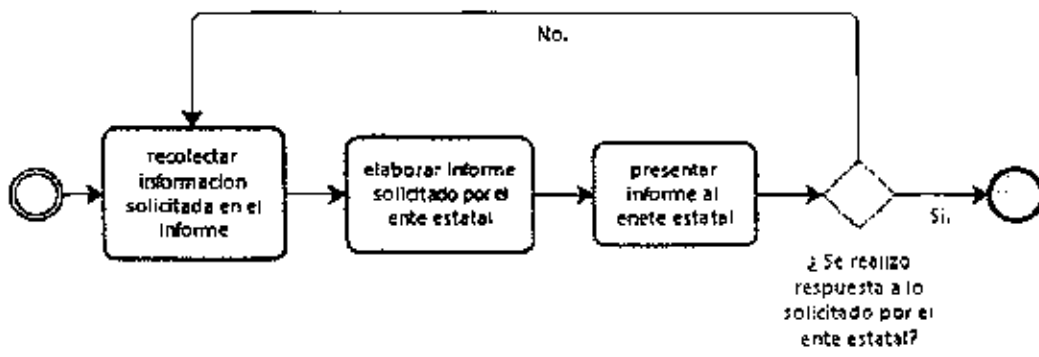 No.
recolectar
informacion
solicitada en el
informe
elaborar informe
solicitado por el
ente estatal
presentar
informe al
enete estatal
Si.
¿ Se realizo
respuesta a lo
solicitado por el
ente estatal?